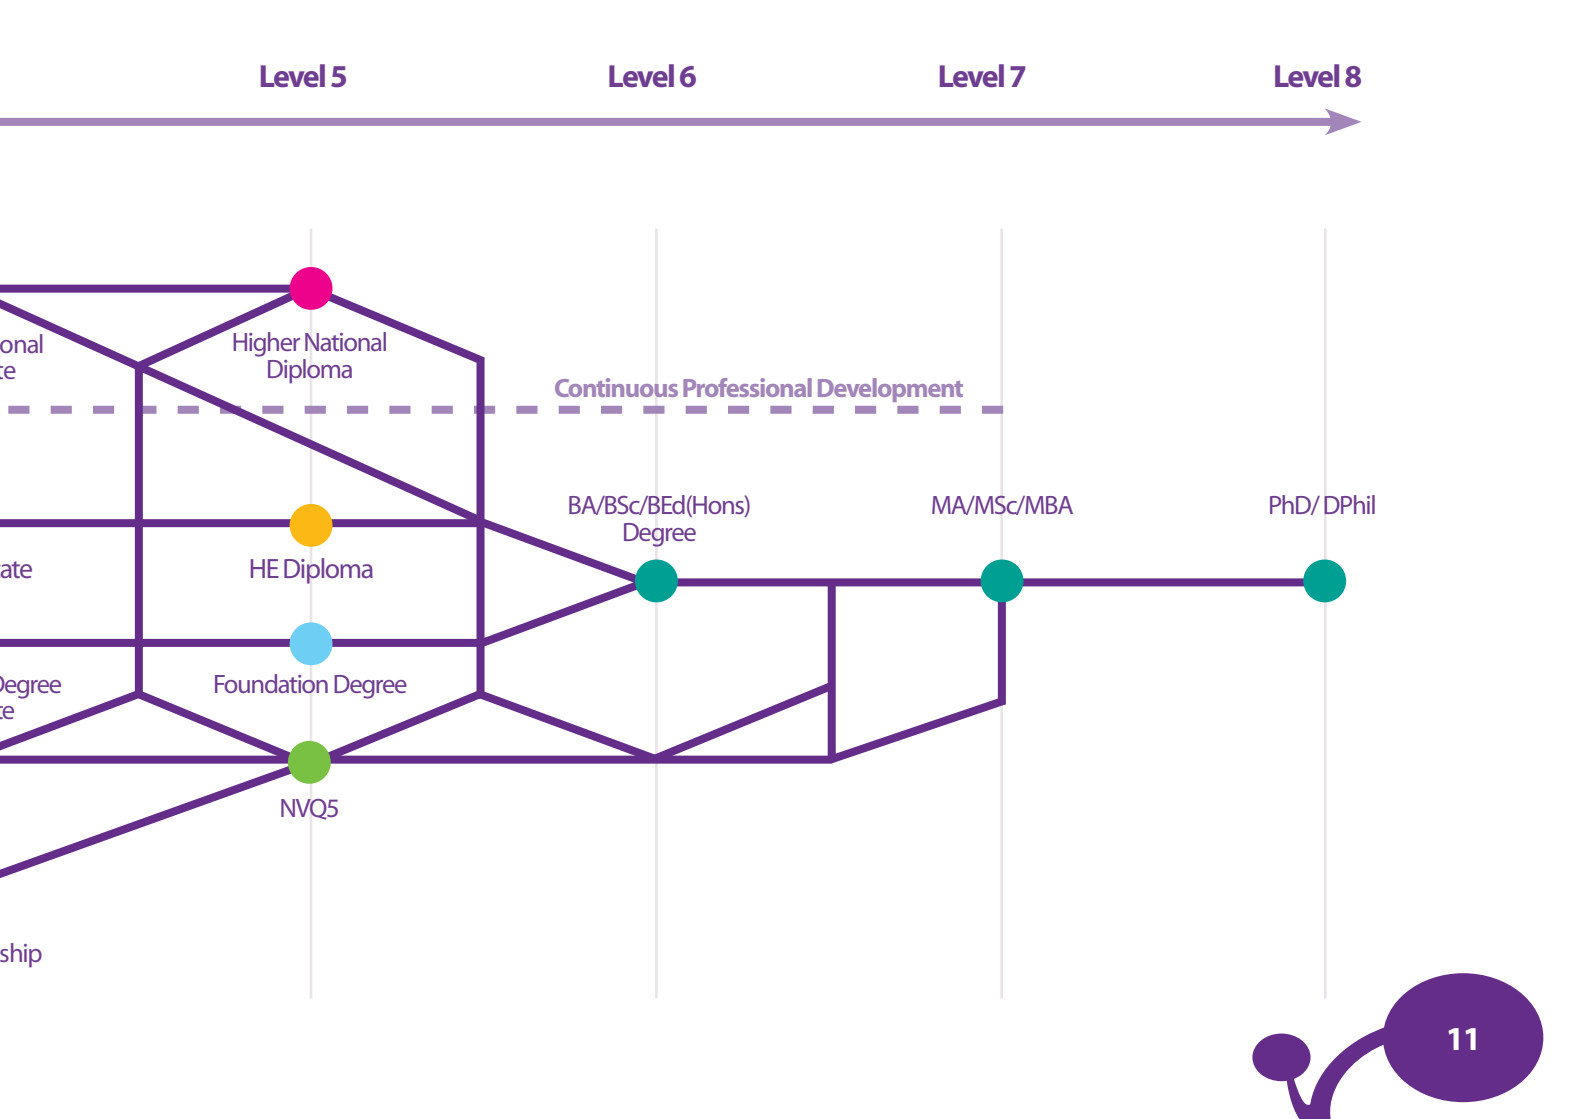 Level 5
Level 6
Level 7
Level 8
onal
te
Higher National
Diploma
Continuous Professional Development
BA/BSc/BEd(Hons)
Degree
MA/MSc/MBA
PhD/ DPhil
ate
HE Diploma
Degree
te
Foundation Degree
NVQ5
ship
11